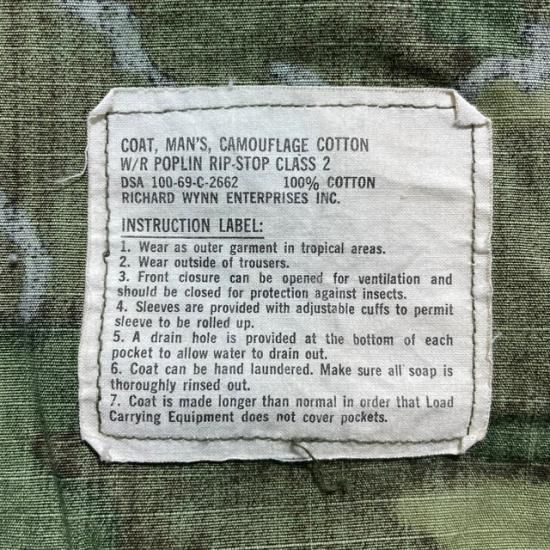 COAT, MAN'S, CAMOUFLAGE COTTON
W/R POPLIN RIP-STOP CLASS 2
DSA 100-69-C-2662 100% COTTON
RICHARD WYNN ENTERPRISES INC.
INSTRUCTION LABEL:
1. Wear as outer garment in tropical areas.
2. Wear outside of trousers.
3. Front closure can be opened for ventilation and
should be closed for protection against insects.
4. Sleeves are provided with adjustable cuffs to permit
sleeve to be rolled up.
5. A drain hole is provided at the bottom of each
pocket to allow water to drain out.
6. Coat can be hand laundered. Make sure all soap is
thoroughly rinsed out.
7. Coat is made longer than normal in order that Load
Carrying Equipment does not cover pockets.